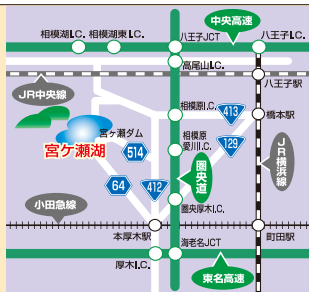 相模湖I.C. 相模湖東I.C. 八王子JCT 中央高速 八王子I.C.
高尾山I.C.
八王子駅
JR中央線
相模原I.C. 413 橋本駅
宮ヶ瀬ダム
宮ケ瀬湖 514
相模原
愛川I.C. 129
64 412 圏央道 JR横浜線
小田急線 圏央厚木I.C.
本厚木駅 町田駅
海老名JCT
厚木I.C. 東名高速